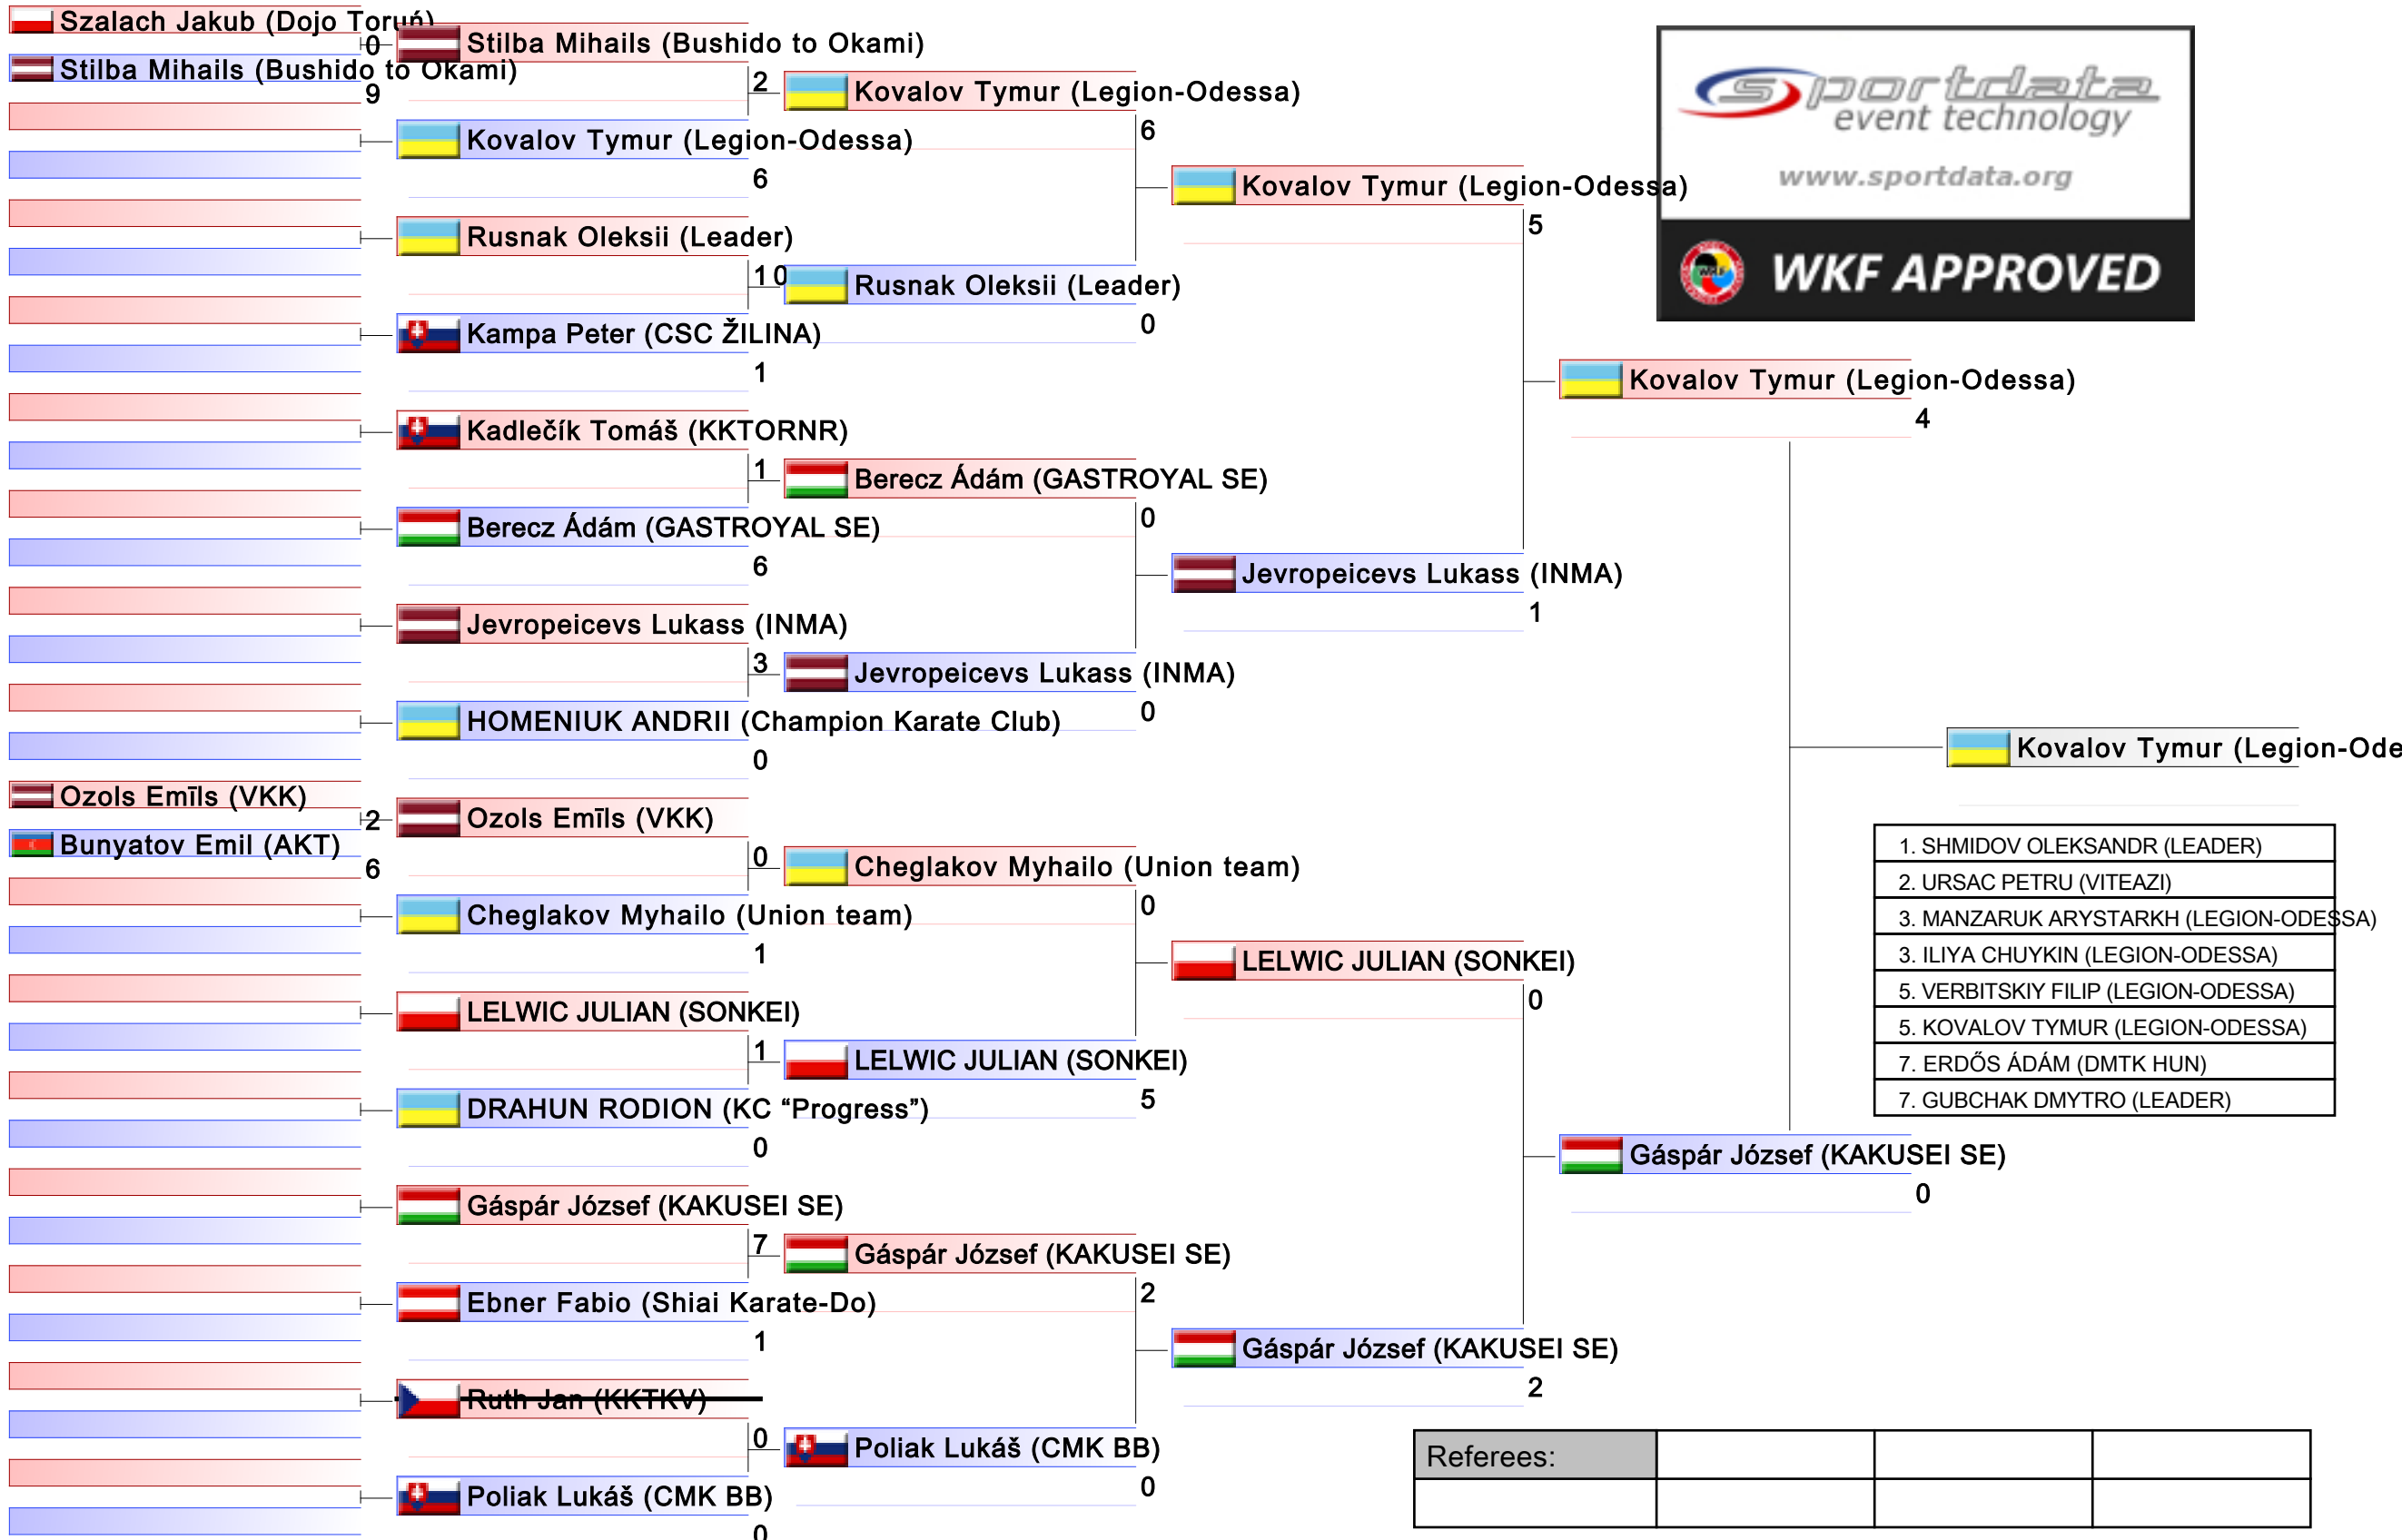 Szalach Jakub (Dojo Toruń)
0
Stilba Mihails (Bushido to Okami)
9
Ozols Emīls (VKK)
2
Bunyatov Emil (AKT)
6
Stilba Mihails (Bushido to Okami)
2
Kovalov Tymur (Legion-Odessa)
6
Rusnak Oleksii (Leader)
10
Kampa Peter (CSC ŽILINA)
1
Kadlečík Tomáš (KKTORNR)
1
Berecz Ádám (GASTROYAL SE)
6
Jevropeicevs Lukass (INMA)
3
HOMENIUK ANDRII (Champion Karate Club)
0
Ozols Emīls (VKK)
0
Cheglakov Myhailo (Union team)
1
LELWIC JULIAN (SONKEI)
1
DRAHUN RODION (KC “Progress”)
0
Gáspár József (KAKUSEI SE)
7
Ebner Fabio (Shiai Karate-Do)
1
Ruth Jan (KKTKV)
0
Poliak Lukáš (CMK BB)
0
Kovalov Tymur (Legion-Odessa)
6
Rusnak Oleksii (Leader)
0
Berecz Ádám (GASTROYAL SE)
0
Jevropeicevs Lukass (INMA)
0
Cheglakov Myhailo (Union team)
0
LELWIC JULIAN (SONKEI)
5
Gáspár József (KAKUSEI SE)
2
Poliak Lukáš (CMK BB)
0
Kovalov Tymur (Legion-Odessa)
5
Jevropeicevs Lukass (INMA)
1
LELWIC JULIAN (SONKEI)
0
Gáspár József (KAKUSEI SE)
2
Kovalov Tymur (Legion-Odessa)
4
Gáspár József (KAKUSEI SE)
0
Kovalov Tymur (Legion-Ode
sportdata
event technology
www.sportdata.org
WKF APPROVED
1. SHMIDOV OLEKSANDR (LEADER)
2. URSAC PETRU (VITEAZI)
3. MANZARUK ARYSTARKH (LEGION-ODESSA)
3. ILIYA CHUYKIN (LEGION-ODESSA)
5. VERBITSKIY FILIP (LEGION-ODESSA)
5. KOVALOV TYMUR (LEGION-ODESSA)
7. ERDŐS ÁDÁM (DMTK HUN)
7. GUBCHAK DMYTRO (LEADER)
Referees: